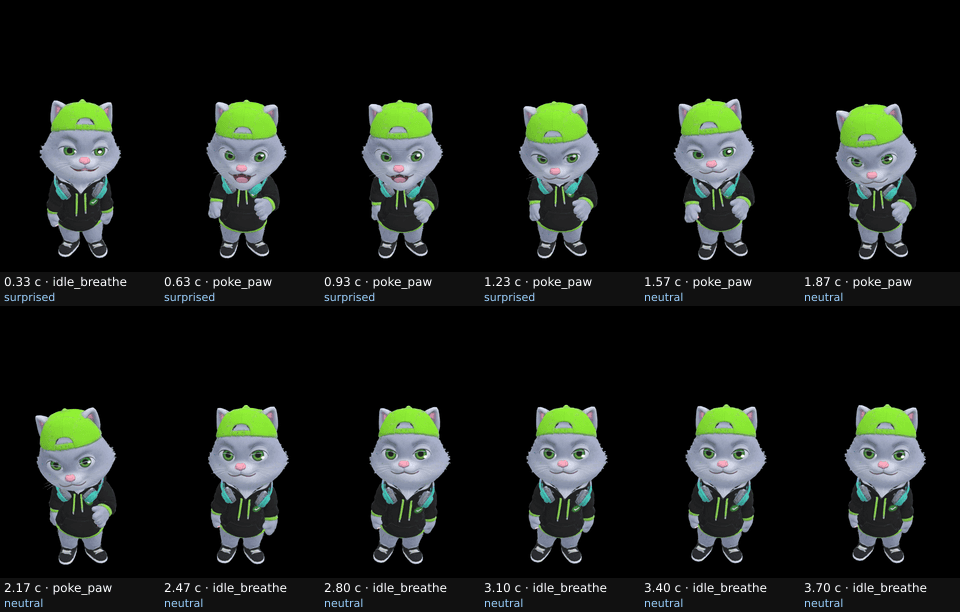 0.33 с · idle_breathe
surprised
0.63 с · poke_paw
surprised
0.93 с · poke_paw
surprised
1.23 с · poke_paw
surprised
1.57 с · poke_paw
neutral
1.87 с · poke_paw
neutral
2.17 с · poke_paw
neutral
2.47 с · idle_breathe
neutral
2.80 с · idle_breathe
neutral
3.10 с · idle_breathe
neutral
3.40 с · idle_breathe
neutral
3.70 с · idle_breathe
neutral